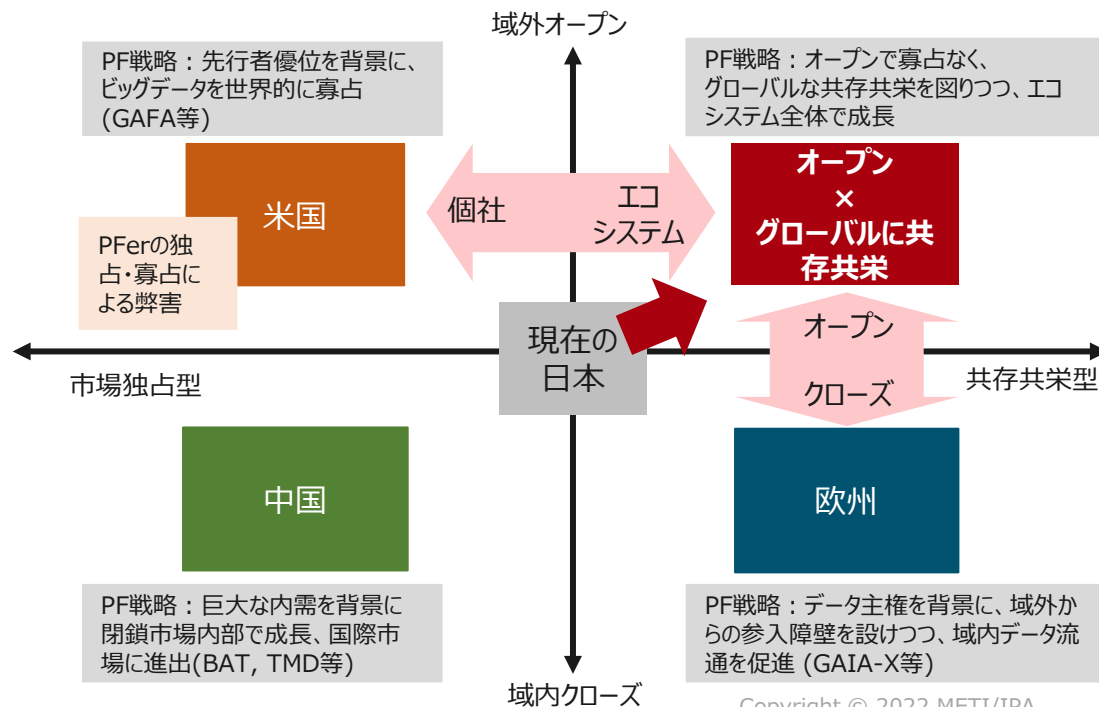 域外オープン
PF戦略：先行者優位を背景に、
ビッグデータを世界的に寡占
(GAFA等)
PF戦略：オープンで寡占なく、
グローバルな共存共栄を図りつつ、エコ
システム全体で成長
米国
個社
エコ
システム
オープン
×
グローバルに共
存共栄
PFerの独
占・寡占に
よる弊害
現在の
日本
オープン
クローズ
市場独占型
共存共栄型
中国
欧州
PF戦略：巨大な内需を背景に
閉鎖市場内部で成長、国際市
場に進出(BAT, TMD等)
PF戦略：データ主権を背景に、域外か
らの参入障壁を設けつつ、域内データ流
通を促進 (GAIA-X等)
域内クローズ
Copyright © 2022 METI/IPA